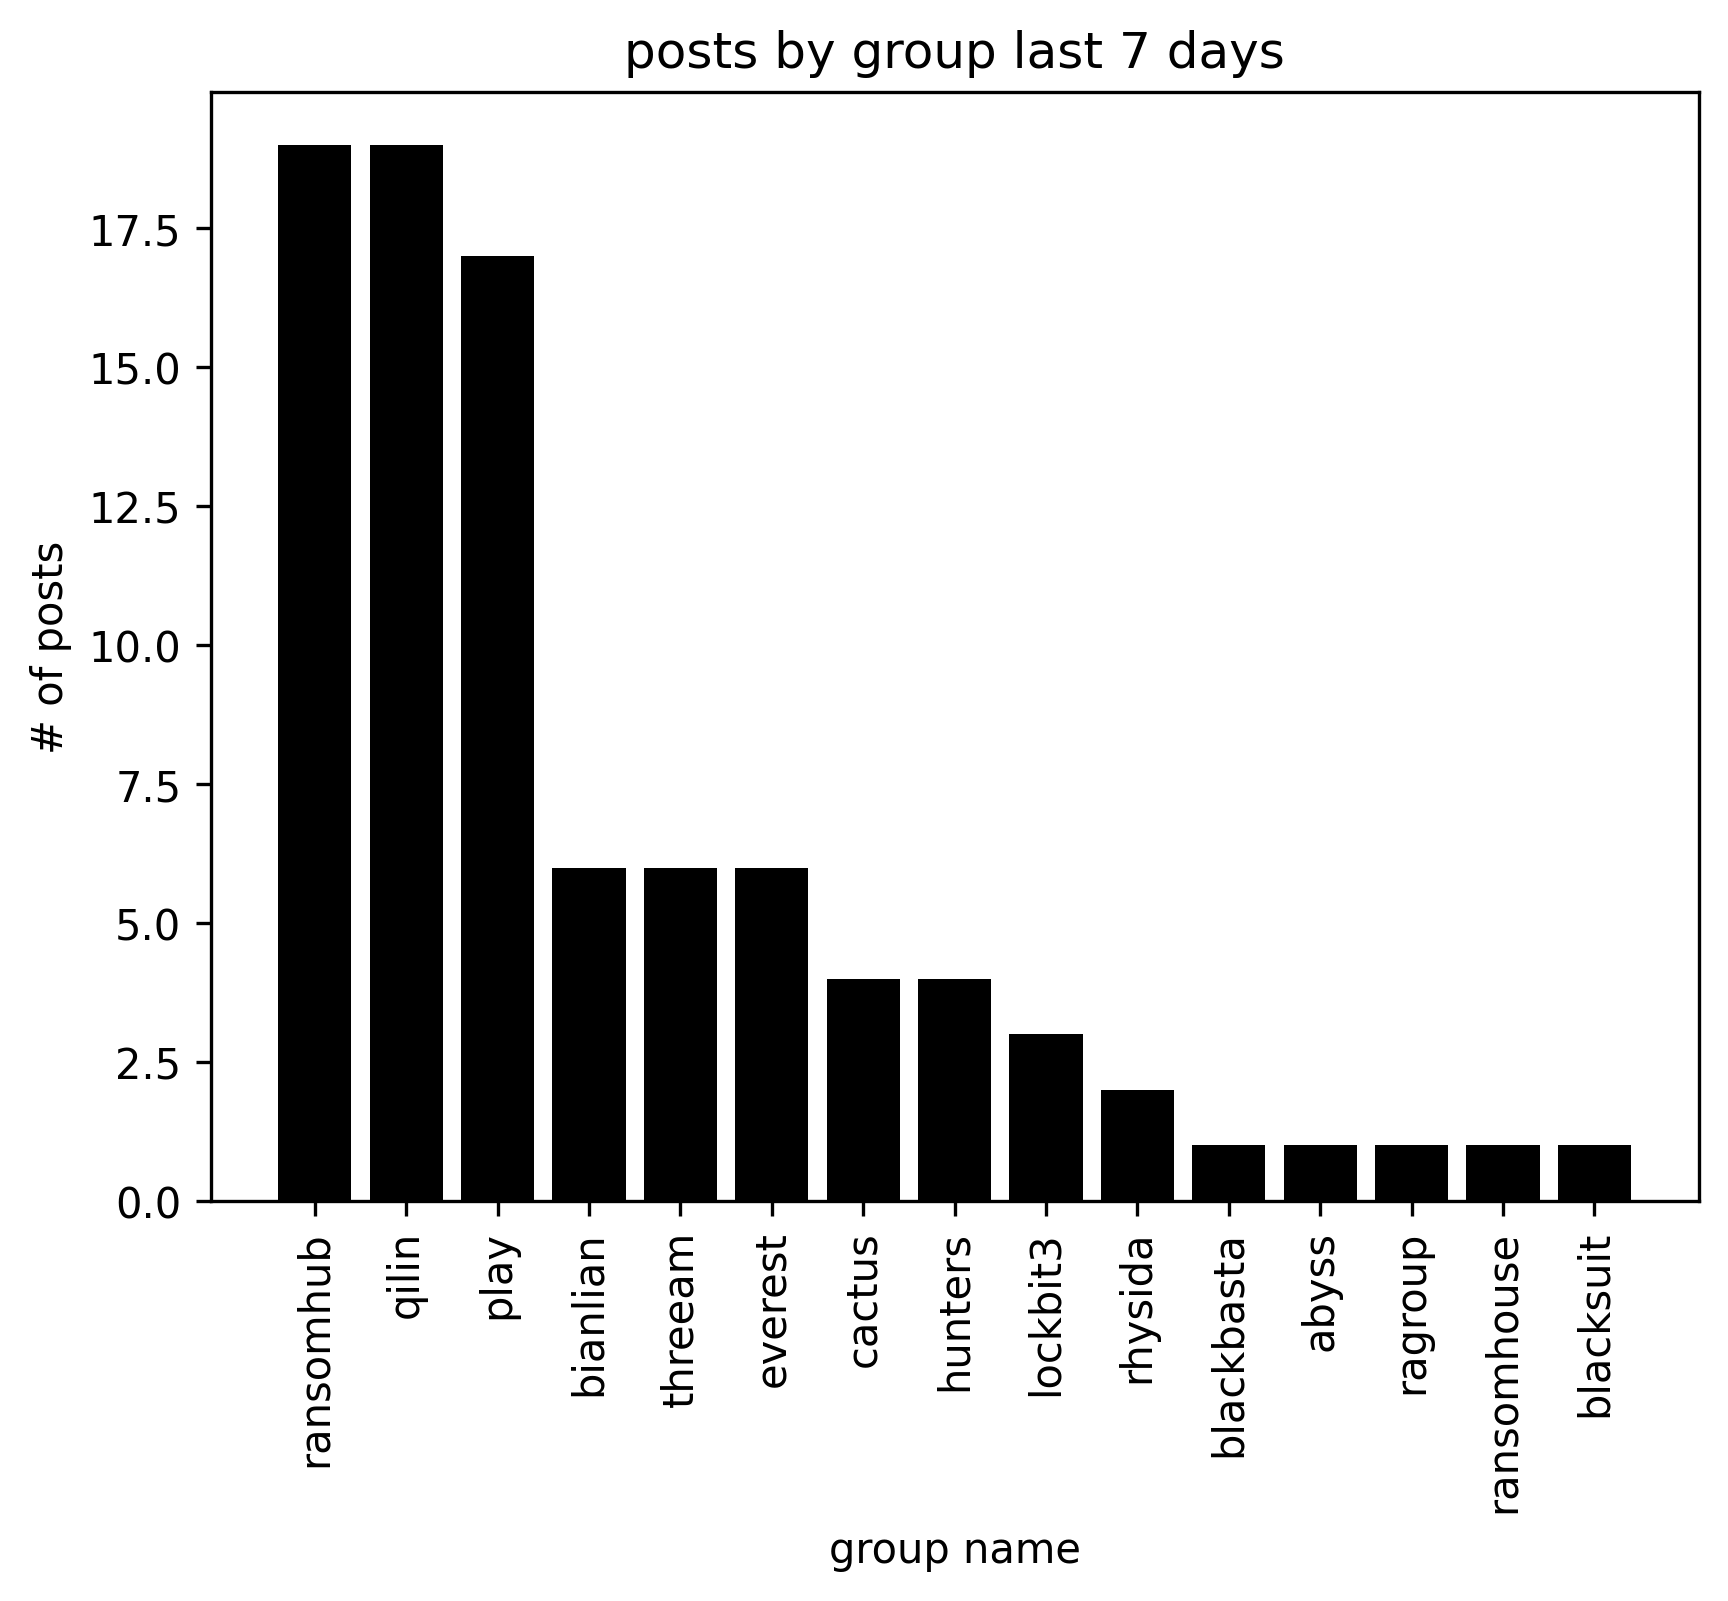 posts by group last 7 days
# of posts
17.5
15.0
12.5
10.0
7.5
5.0
2.5
0.0
ransomhub
qilin
play
bianlian
threeam
everest
cactus
hunters
lockbit3
rhysida
blackbasta
abyss
ragroup
ransomhouse
blacksuit
group name